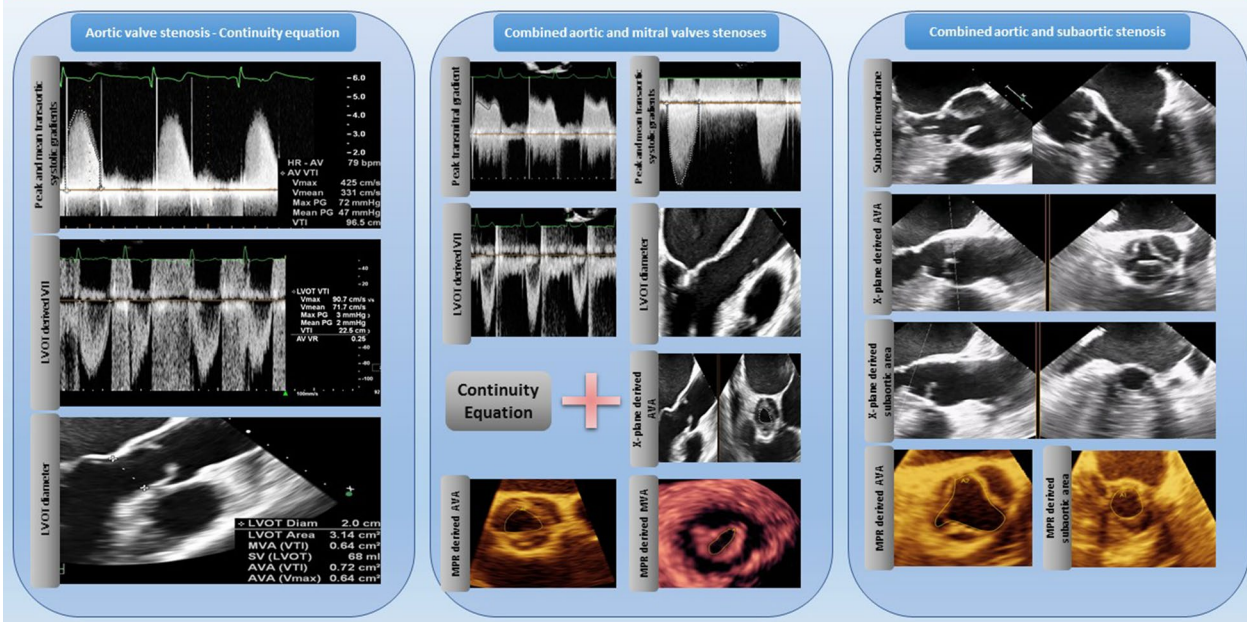 Aortic valve stenosis - Continuity equation
Peak and mean transaortic
systolic gradients
6.0
4.0
3.0
2.0
HR - AV 79 bpm
AV VTI
Vmax 425 cm/s
Vmean 331 cm/s
Max PG 72 mmHg
Mean PG 47 mmHg
VTI 96.5 cm
LVOT derived VTI
40
LVOT VTI
Vmax 90.7 cm/s
Vmean 71.7 cm/s
Max PG 3 mmHg
Mean PG 2 mmHg
VTI 22.5 cm
AV VR 0.25
-60
-80
-100
100mm/s
92
LVOT diameter
LVOT Diam 2.0 cm
LVOT Area 3.14 cm²
MVA (VTI) 0.64 cm²
SV (LVOT) 68 ml
AVA (VTI) 0.72 cm²
AVA (Vmax) 0.64 cm²
Combined aortic and mitral valves stenoses
Peak transmitral gradient
Peak and mean transaortic
systolic gradients
LVOT derived VTI
LVOT diameter
Continuity
Equation
X-plane derived
AVA
MPR derived AVA
MPR derived MVA
Combined aortic and subaortic stenosis
Subaortic membrane
X-plane derived AVA
X-plane derived
subaortic area
MPR derived AVA
MPR derived
subaortic area